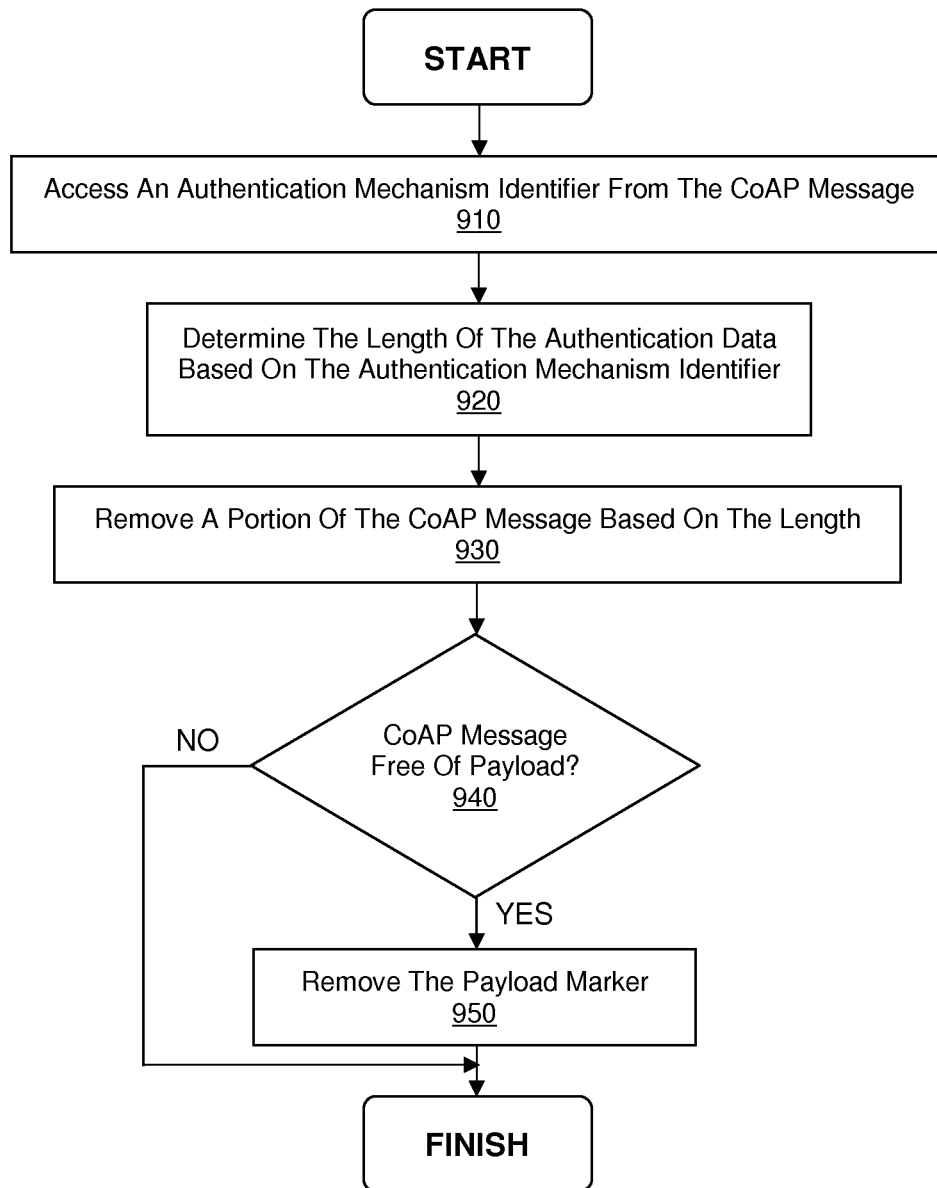 START
Access An Authentication Mechanism Identifier From The CoAP Message
910
Determine The Length Of The Authentication Data
Based On The Authentication Mechanism Identifier
920
Remove A Portion Of The CoAP Message Based On The Length
930
CoAP Message
Free Of Payload?
940
NO
YES
Remove The Payload Marker
950
FINISH